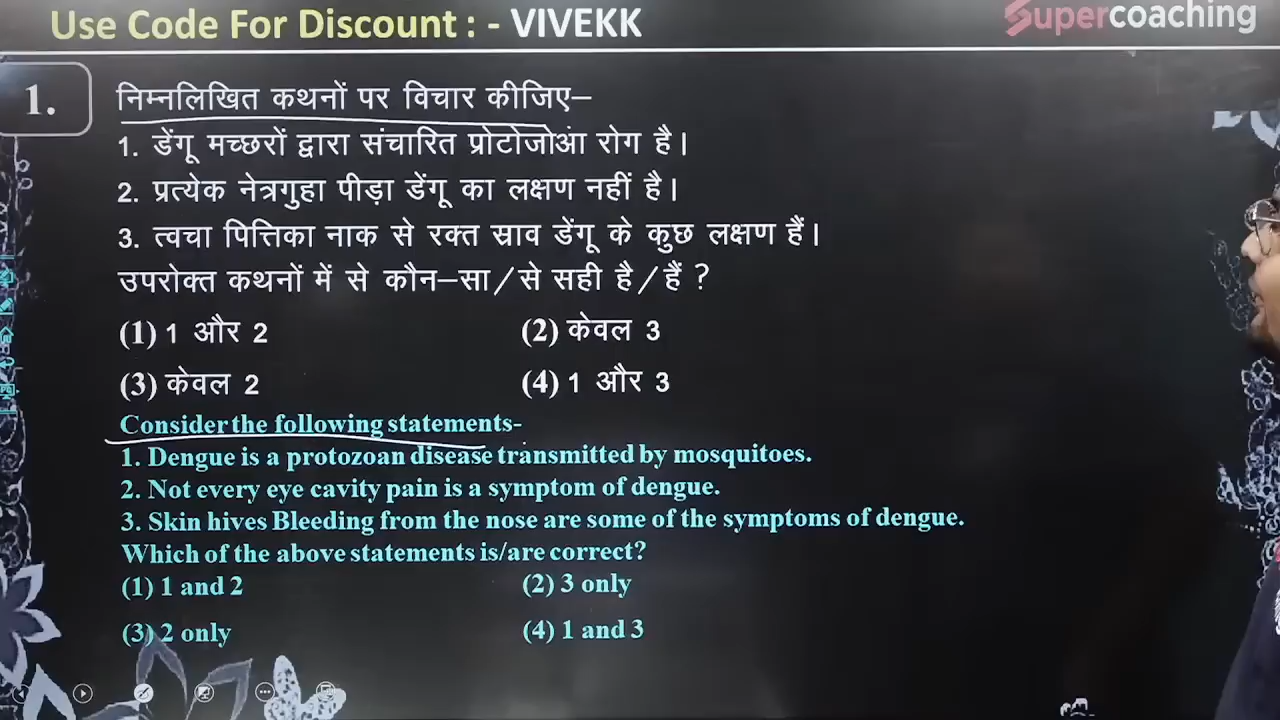 Use Code For Discount : - VIVEKK
Supercoaching
1.
निम्नलिखित कथनों पर विचार कीजिए–
1. डेंगू मच्छरों द्वारा संचारित प्रोटोजोआ रोग है।
2. प्रत्येक नेत्रगुहा पीड़ा डेंगू का लक्षण नहीं है।
3. त्वचा पित्तिका नाक से रक्त स्राव डेंगू के कुछ लक्षण हैं।
उपरोक्त कथनों में से कौन–सा/से सही है/हैं ?
(1) 1 और 2
(2) केवल 3
(3) केवल 2
(4) 1 और 3
Consider the following statements-
1. Dengue is a protozoan disease transmitted by mosquitoes.
2. Not every eye cavity pain is a symptom of dengue.
3. Skin hives Bleeding from the nose are some of the symptoms of dengue.
Which of the above statements is/are correct?
(1) 1 and 2
(2) 3 only
(3) 2 only
(4) 1 and 3